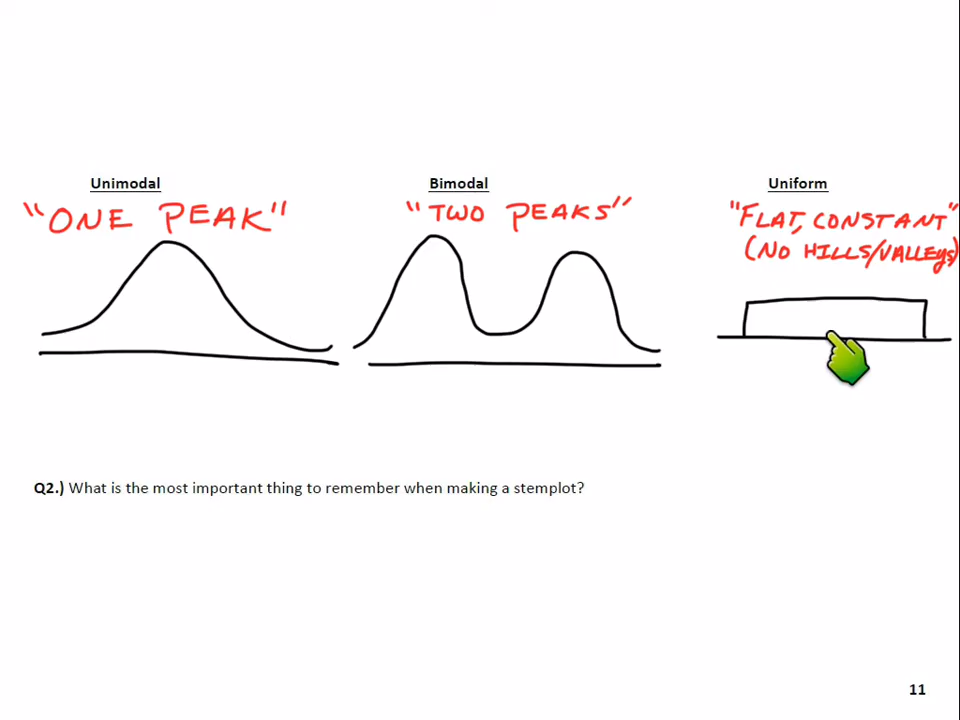 Unimodal
"ONE PEAK"
Bimodal
"TWO PEAKS"
Uniform
"FLAT, CONSTANT"
(NO HILLS/VALLEYS)
Q2.) What is the most important thing to remember when making a stemplot?
11